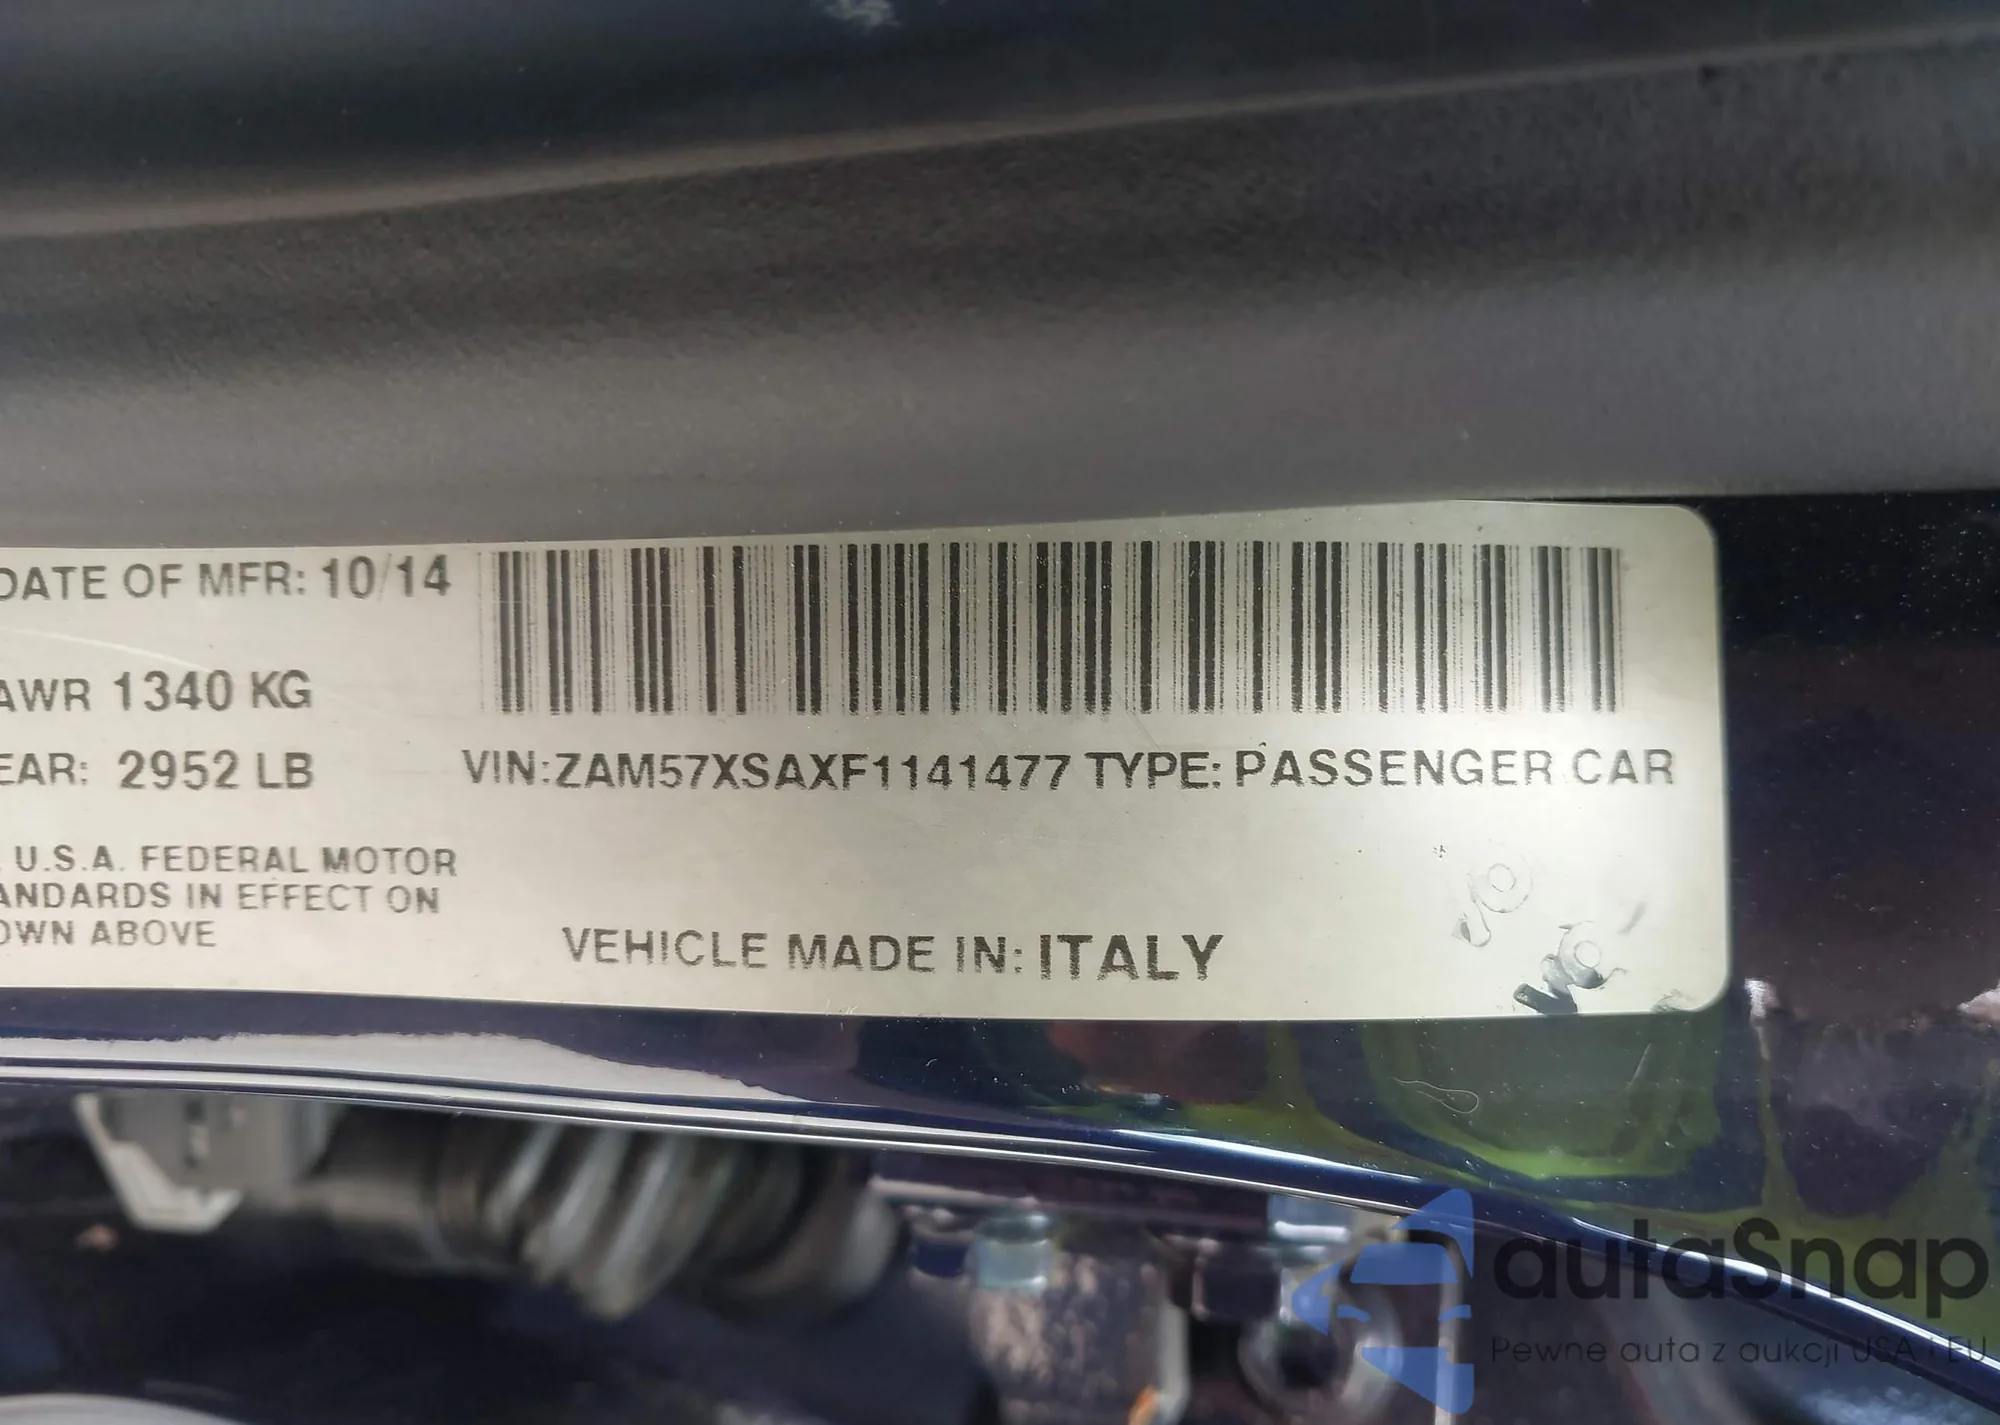 DATE OF MFR: 10/14
AWR 1340 KG
EAR: 2952 LB
VIN:ZAM57XSAXF1141477 TYPE: PASSENGER CAR
. U.S.A. FEDERAL MOTOR
ANDARDS IN EFFECT ON
OWN ABOVE
VEHICLE MADE IN: ITALY
autaSnap
Pewne auta z aukcji USA i EU